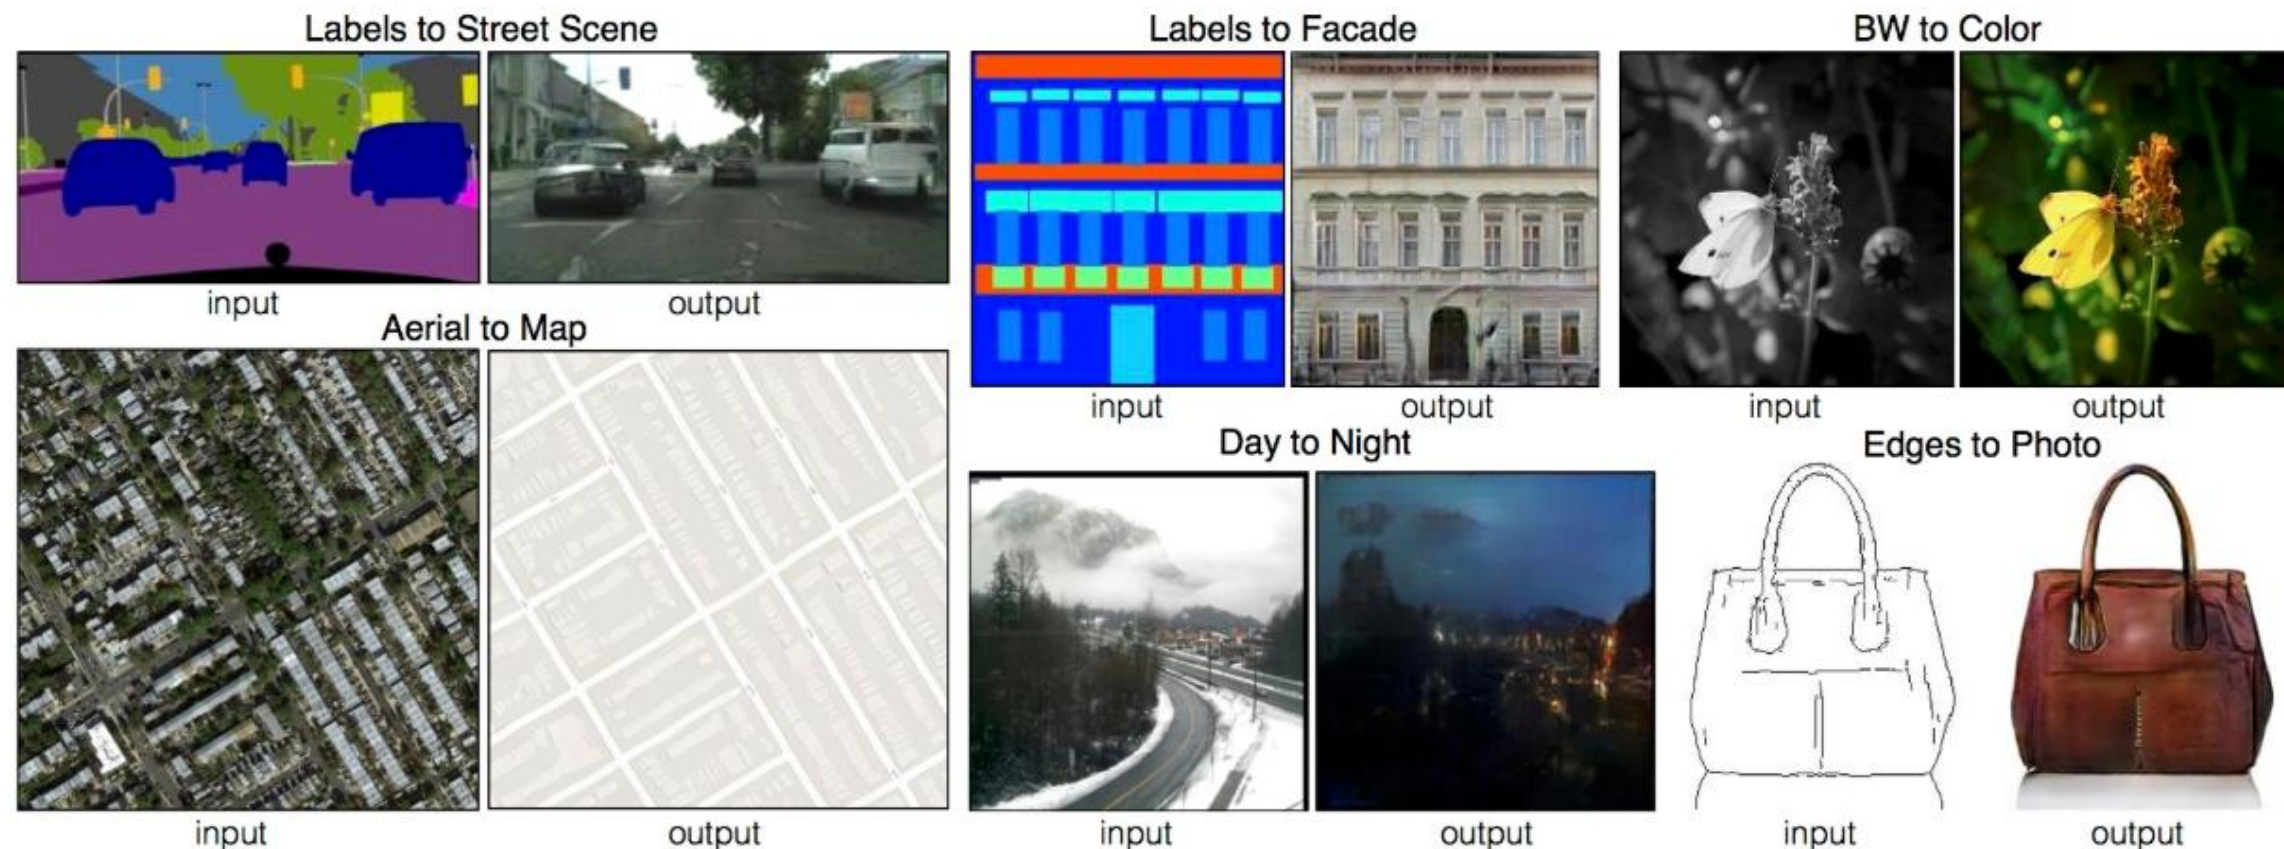 Labels to Street Scene
input
output
Aerial to Map
input
output
Labels to Facade
input
output
BW to Color
input
output
Day to Night
input
output
Edges to Photo
input
output